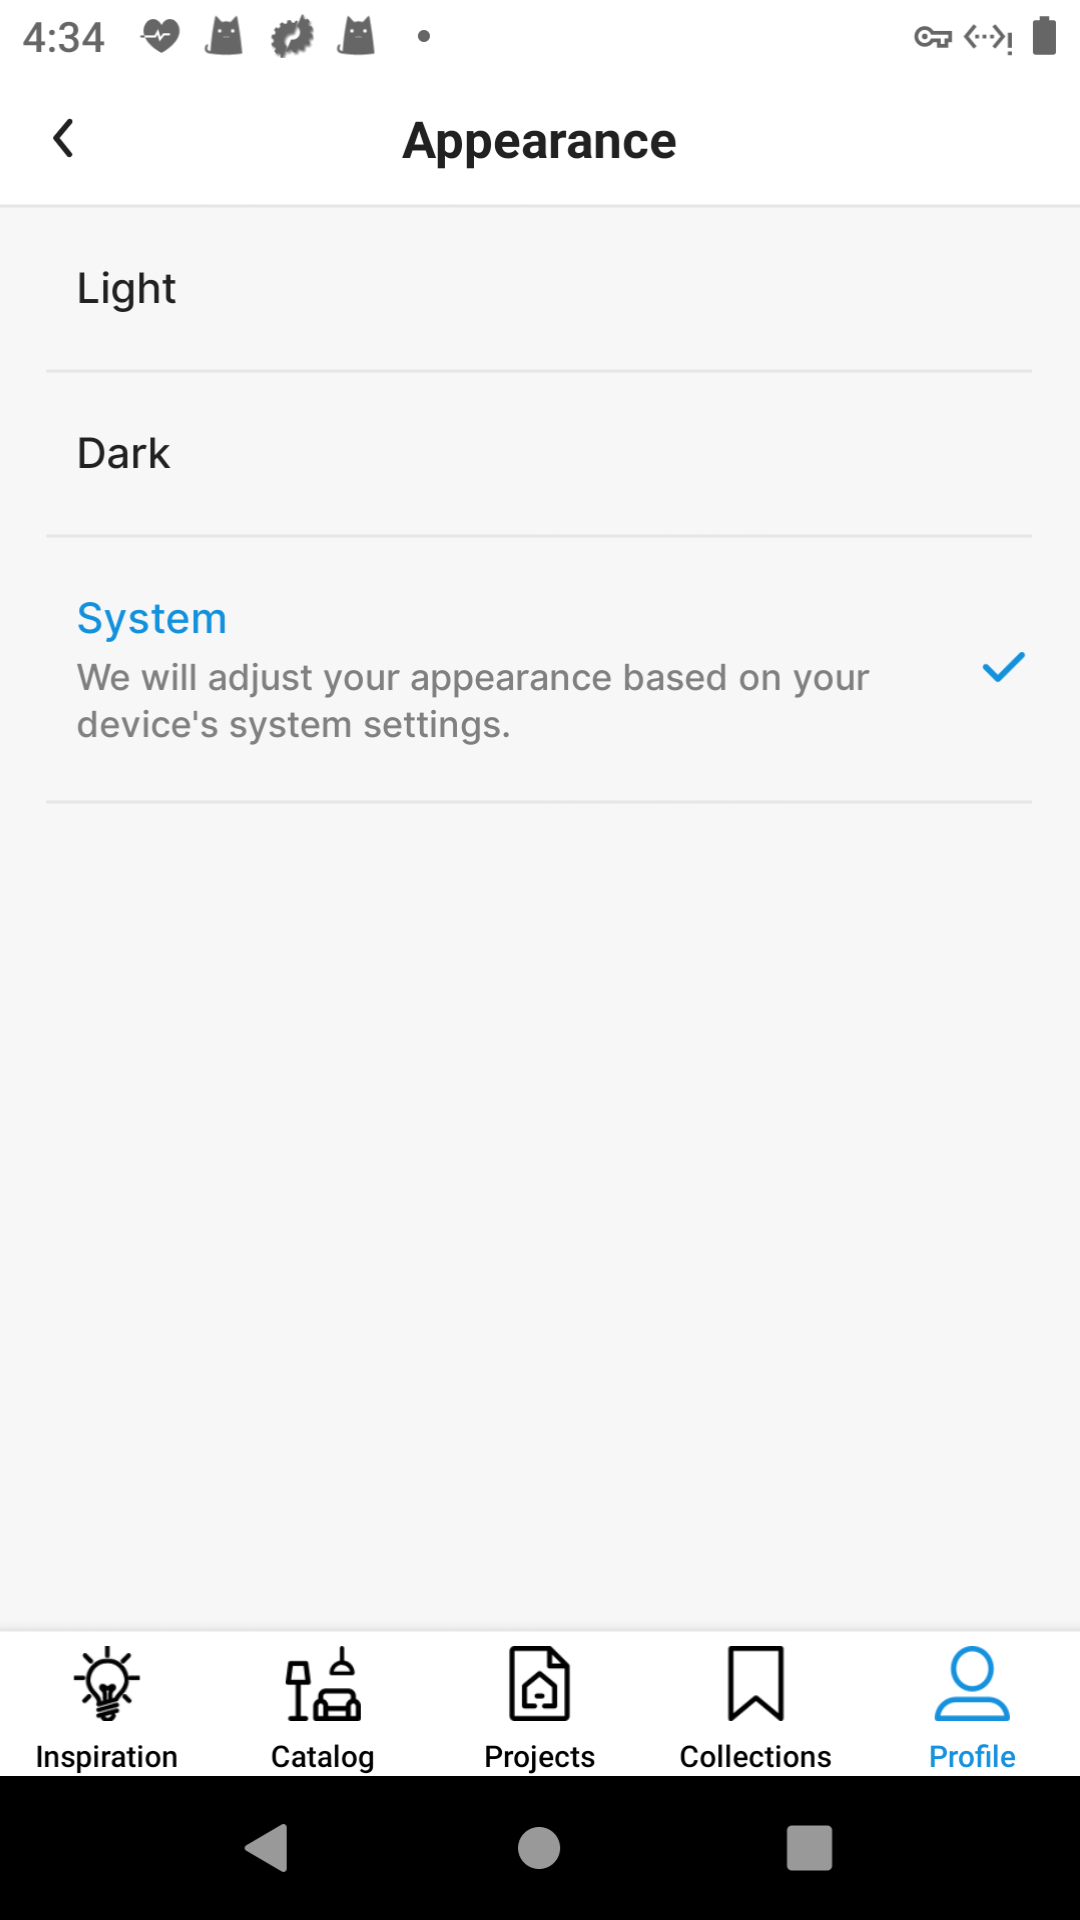 4:34
Appearance
Light
Dark
System
We will adjust your appearance based on your
device's system settings.
Inspiration
Catalog
Projects
Collections
Profile